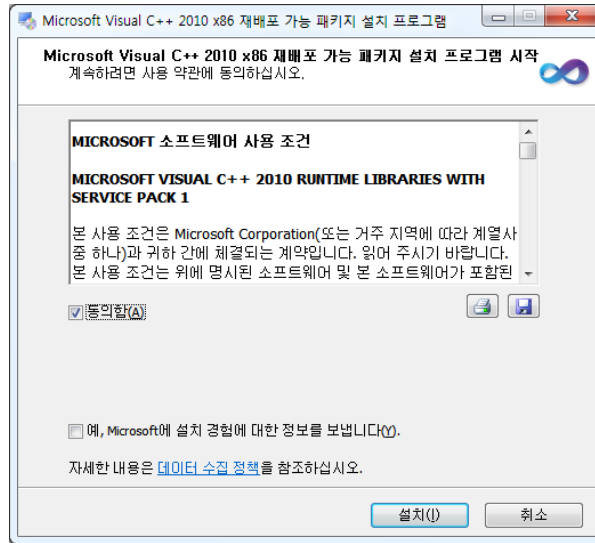 Microsoft Visual C++ 2010 x86 재배포 가능 패키지 설치 프로그램
Microsoft Visual C++ 2010 x86 재배포 가능 패키지 설치 프로그램 시작
계속하려면 사용 약관에 동의하십시오.
MICROSOFT 소프트웨어 사용 조건
MICROSOFT VISUAL C++ 2010 RUNTIME LIBRARIES WITH
SERVICE PACK 1
본 사용 조건은 Microsoft Corporation(또는 거주 지역에 따라 계열사
중 하나)과 귀하 간에 체결되는 계약입니다. 읽어 주시기 바랍니다.
본 사용 조건은 위에 명시된 소프트웨어 및 본 소프트웨어가 포함된
동의함(A)
예, Microsoft에 설치 경험에 대한 정보를 보냅니다(Y).
자세한 내용은 데이터 수집 정책을 참조하십시오.
설치(I)
취소